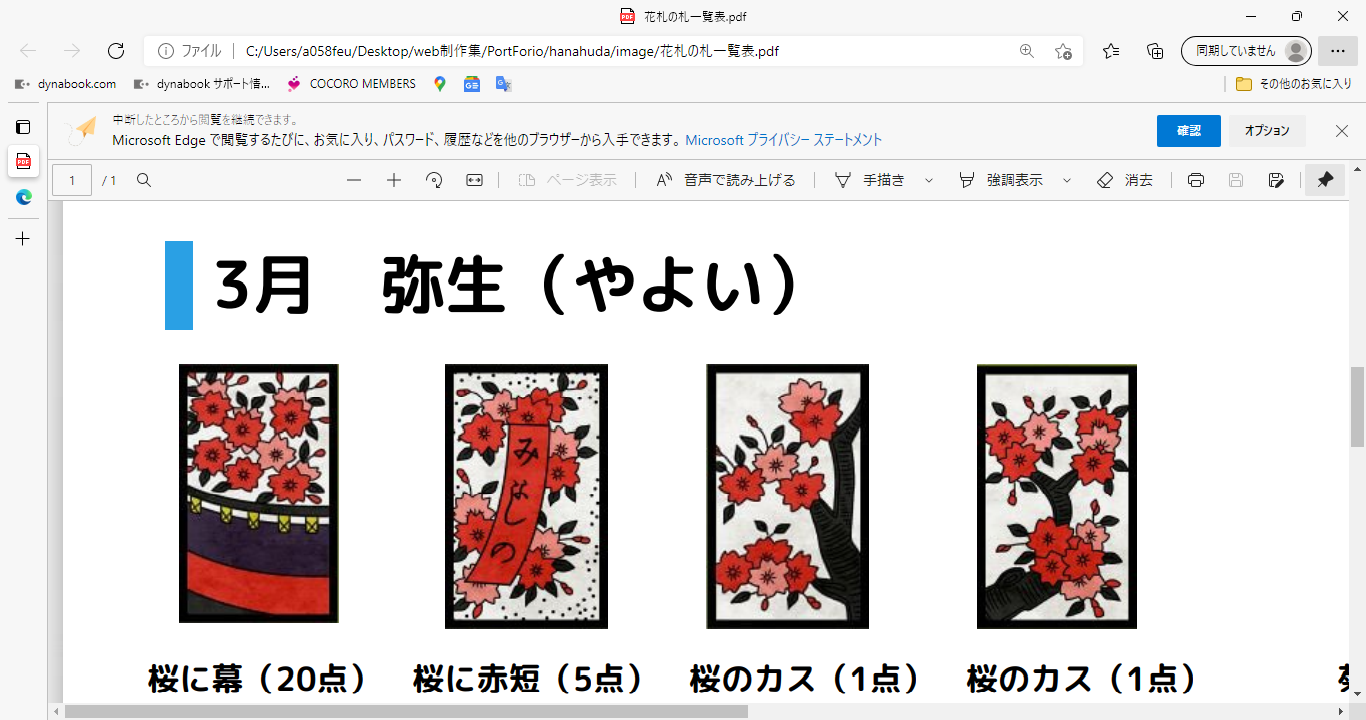 花札の札一覧表.pdf
ファイル
C:/Users/a058feu/Desktop/web制作集/PortForio/hanahuda/image/花札の札一覧表.pdf
同期していません
dynabook.com
dynabook サポート情...
COCORO MEMBERS
その他のお気に入り
中断したところから閲覧を継続できます。
Microsoft Edge で閲覧するたびに、お気に入り、パスワード、履歴などを他のブラウザーから入手できます。 Microsoft プライバシー ステートメント
確認
オプション
1 / 1
ページ表示
音声で読み上げる
手描き
強調表示
消去
3月 弥生（やよい）
みよしの
桜に幕（20点） 桜に赤短（5点） 桜のカス（1点） 桜のカス（1点）